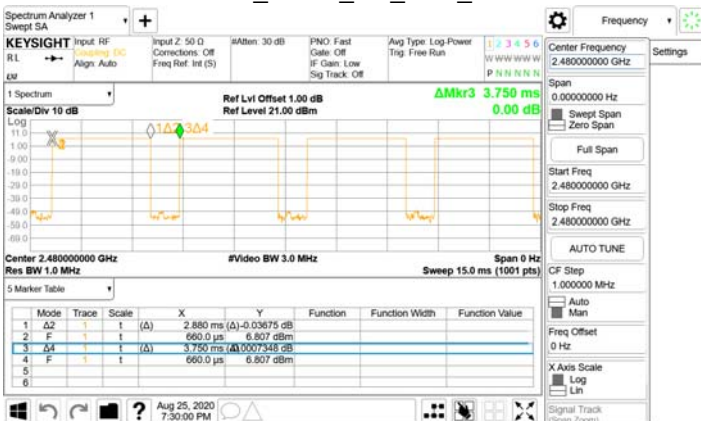 Spectrum Analyzer 1
Swept SA
+
Frequency
KEYSIGHT Input: RF
Coupling: DC
Align: Auto
RL
Input Z: 50 Ω
Corrections: Off
Freq Ref: Int (S)
#Atten: 30 dB
PNO: Fast
Gate: Off
IF Gain: Low
Sig Track: Off
Avg Type: Log-Power
Trig: Free Run
1 2 3 4 5 6
W W W W W W
P N N N N N
Settings
Center Frequency
2.480000000 GHz
Span
0.00000000 Hz
Swept Span
Zero Span
Full Span
Start Freq
2.480000000 GHz
Stop Freq
2.480000000 GHz
AUTO TUNE
CF Step
1.000000 MHz
Auto
Man
Freq Offset
0 Hz
X Axis Scale
Log
Lin
Signal Track
(Span Zoom)
1 Spectrum
Scale/Div 10 dB
Ref Lvl Offset 1.00 dB
Ref Level 21.00 dBm
ΔMkr3 3.750 ms
0.00 dB
Log
11.0
1.00
-9.00
-19.0
-29.0
-39.0
-49.0
-59.0
-69.0
1Δ2 3Δ4
Center 2.480000000 GHz
Res BW 1.0 MHz
#Video BW 3.0 MHz
Span 0 Hz
Sweep 15.0 ms (1001 pts)
5 Marker Table
Mode Trace Scale X Y Function Function Width Function Value
1 Δ2 1 t (Δ) 2.880 ms (Δ) -0.03675 dB
2 F 1 t 660.0 µs 6.807 dBm
3 Δ4 1 t (Δ) 3.750 ms (Δ) 0.0007348 dB
4 F 1 t 660.0 µs 6.807 dBm
5
6
?
Aug 25, 2020
7:30:00 PM